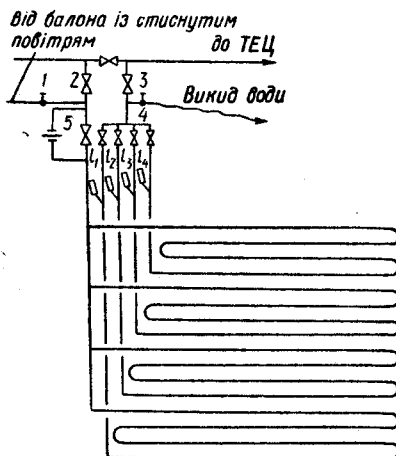 Від балона із стиснутим
повітрям
до ТЕЦ
1
2
3
Викид води
4
5
l1
l2
l3
l4